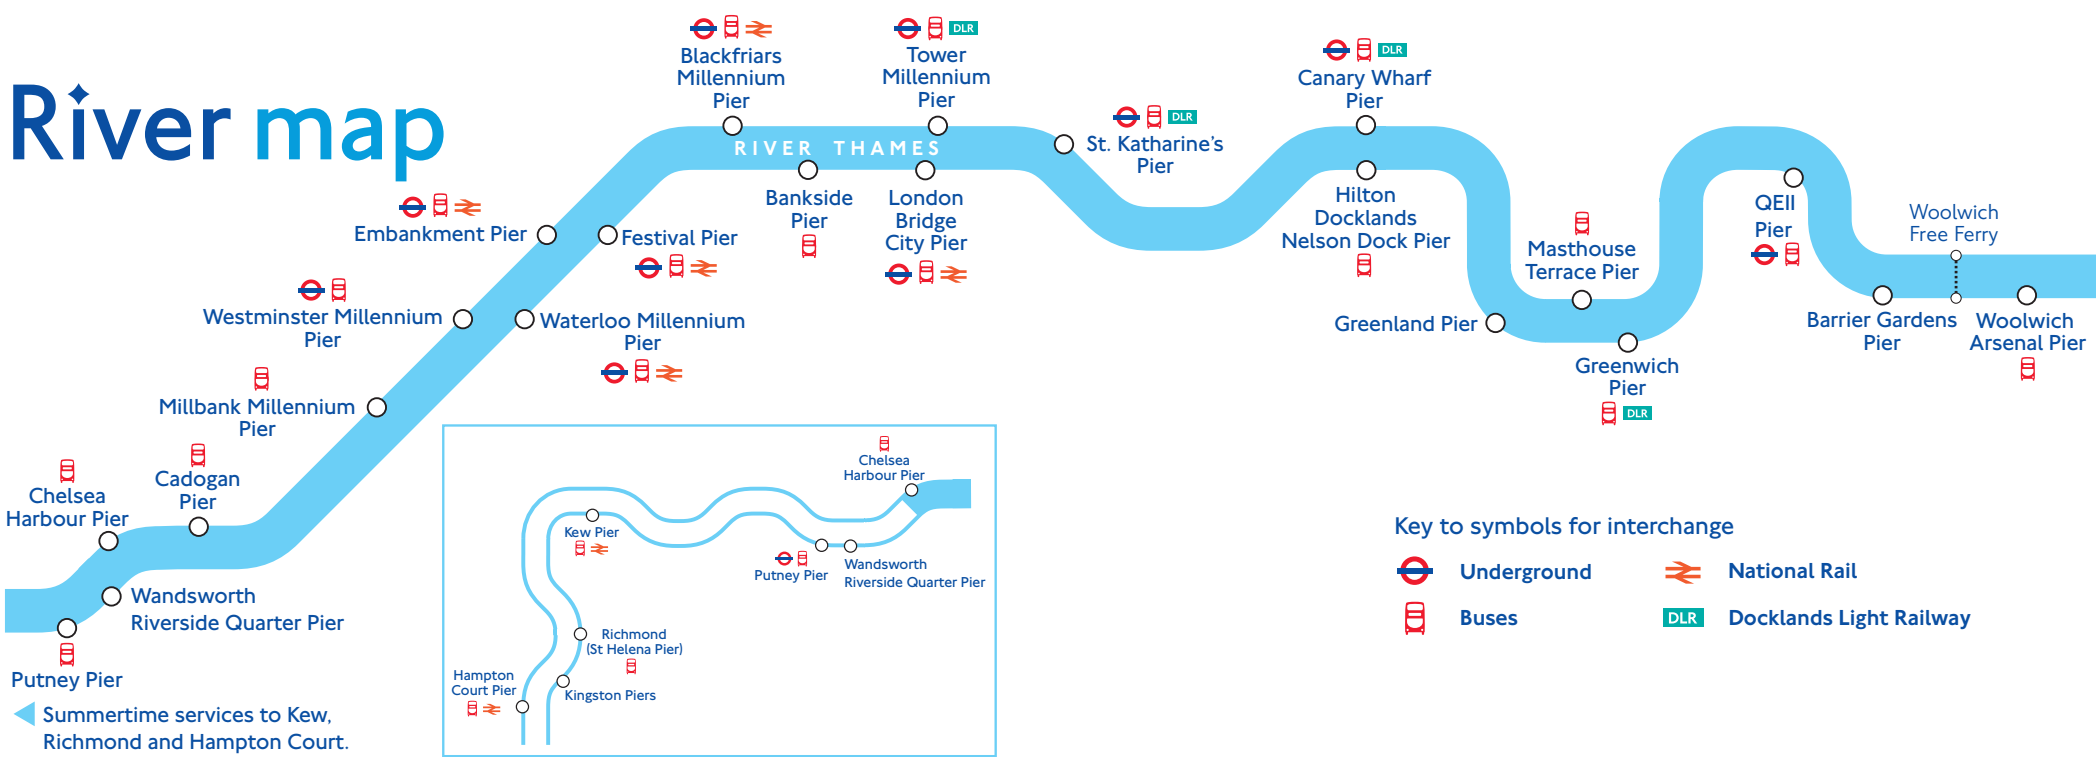 River map
Blackfriars
Millennium
Pier
Tower
Millennium
Pier
DLR
St. Katharine's
Pier
DLR
Canary Wharf
Pier
DLR
RIVER THAMES
Embankment Pier
Festival Pier
Bankside
Pier
London
Bridge
City Pier
Hilton
Docklands
Nelson Dock Pier
Masthouse
Terrace Pier
QEII
Pier
Woolwich
Free Ferry
Westminster Millennium
Pier
Waterloo Millennium
Pier
Greenland Pier
Greenwich
Pier
DLR
Barrier Gardens
Pier
Woolwich
Arsenal Pier
Millbank Millennium
Pier
Cadogan
Pier
Chelsea
Harbour Pier
Wandsworth
Riverside Quarter Pier
Putney Pier
Summertime services to Kew,
Richmond and Hampton Court.
Chelsea
Harbour Pier
Kew Pier
Putney Pier
Wandsworth
Riverside Quarter Pier
Richmond
(St Helena Pier)
Hampton
Court Pier
Kingston Piers
Key to symbols for interchange
Underground
National Rail
Buses
DLR
Docklands Light Railway